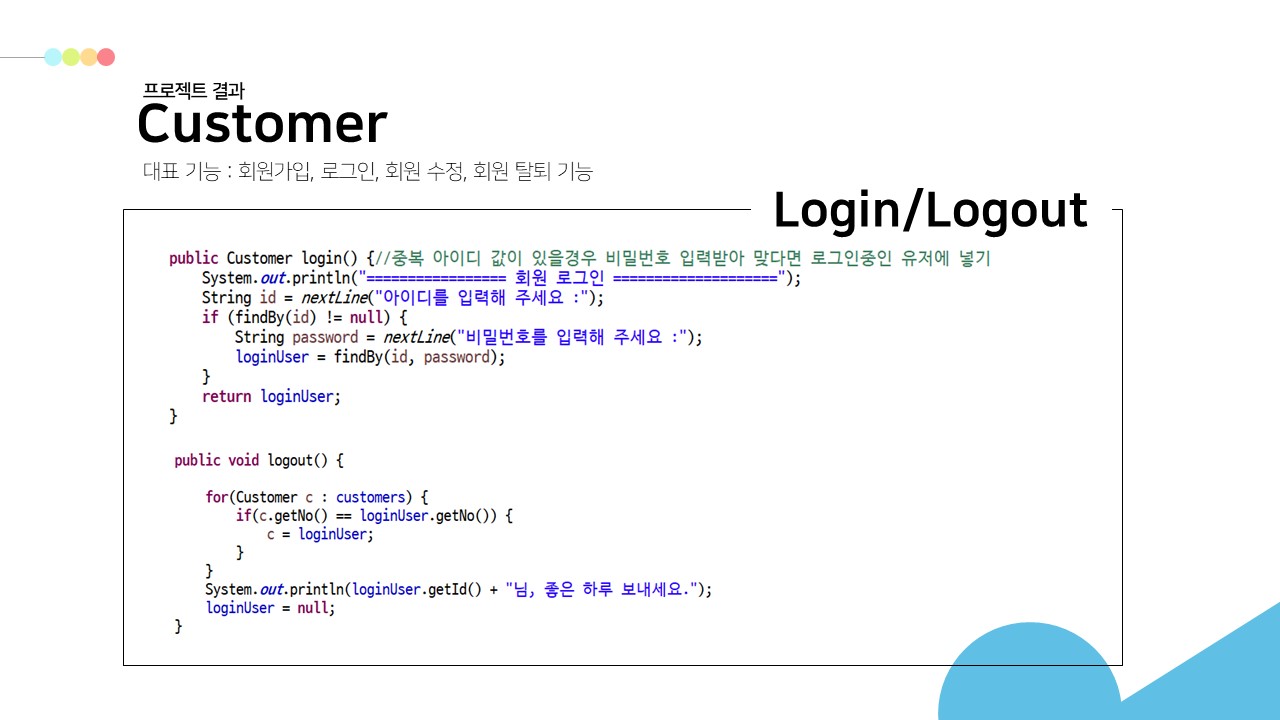 프로젝트 결과
Customer
대표 기능 : 회원가입, 로그인, 회원 수정, 회원 탈퇴 기능
Login/Logout
public Customer login() {//중복 아이디 값이 있을경우 비밀번호 입력받아 맞다면 로그인중인 유저에 넣기
System.out.println("================= 회원 로그인 ====================");
String id = nextLine("아이디를 입력해 주세요 :");
if (findBy(id) != null) {
String password = nextLine("비밀번호를 입력해 주세요 :");
loginUser = findBy(id, password);
}
return loginUser;
}
public void logout() {
for(Customer c : customers) {
if(c.getNo() == loginUser.getNo()) {
c = loginUser;
}
}
System.out.println(loginUser.getId() + "님, 좋은 하루 보내세요.");
loginUser = null;
}